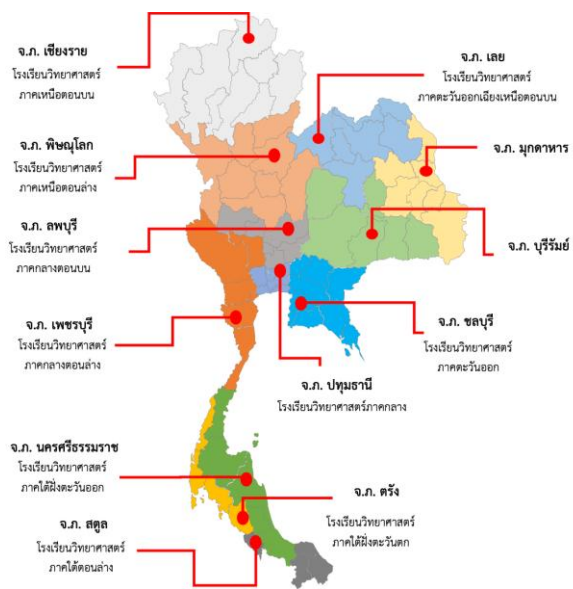 จ.ภ. เชียงราย
โรงเรียนวิทยาศาสตร์
ภาคเหนือตอนบน
จ.ภ. เลย
โรงเรียนวิทยาศาสตร์
ภาคตะวันออกเฉียงเหนือตอนบน
จ.ภ. พิษณุโลก
โรงเรียนวิทยาศาสตร์
ภาคเหนือตอนล่าง
จ.ภ. มุกดาหาร
จ.ภ. ลพบุรี
โรงเรียนวิทยาศาสตร์
ภาคกลางตอนบน
จ.ภ. บุรีรัมย์
จ.ภ. เพชรบุรี
โรงเรียนวิทยาศาสตร์
ภาคกลางตอนล่าง
จ.ภ. ชลบุรี
โรงเรียนวิทยาศาสตร์
ภาคตะวันออก
จ.ภ. ปทุมธานี
โรงเรียนวิทยาศาสตร์ภาคกลาง
จ.ภ. นครศรีธรรมราช
โรงเรียนวิทยาศาสตร์
ภาคใต้ฝั่งตะวันออก
จ.ภ. ตรัง
โรงเรียนวิทยาศาสตร์
ภาคใต้ฝั่งตะวันตก
จ.ภ. สตูล
โรงเรียนวิทยาศาสตร์
ภาคใต้ตอนล่าง